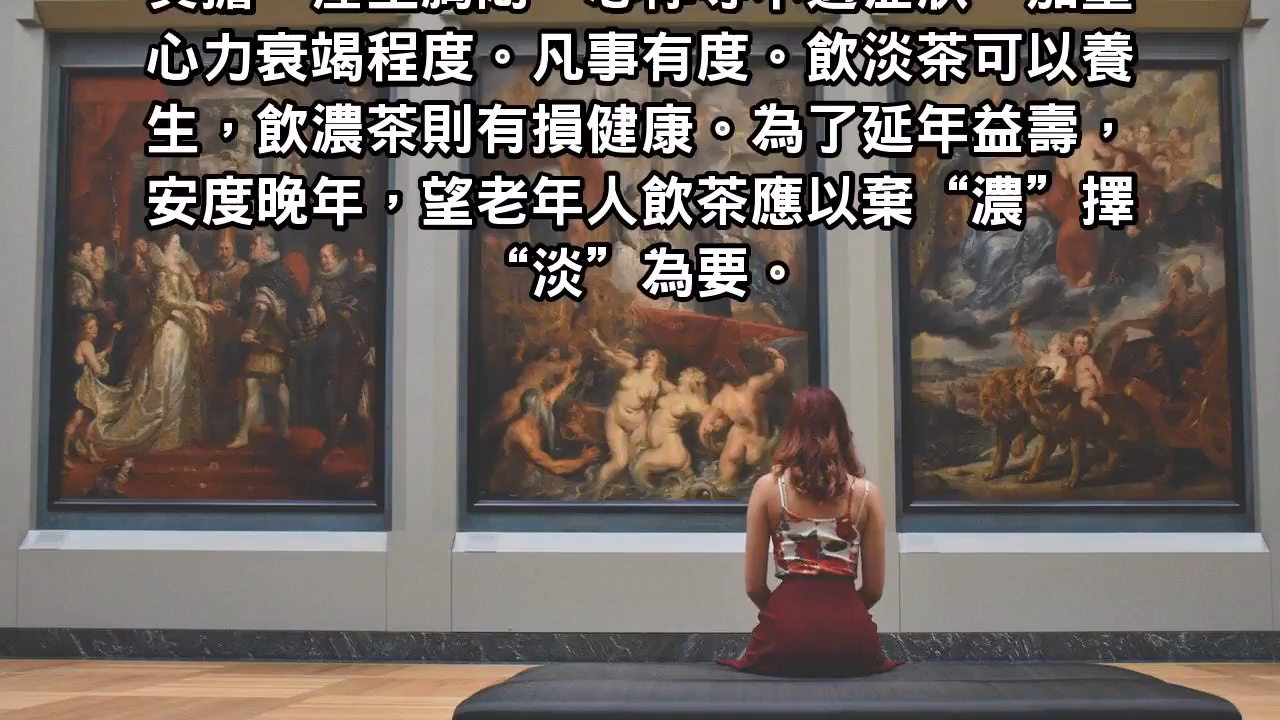 心力衰竭程度。凡事有度。飲淡茶可以養
生，飲濃茶則有損健康。為了延年益壽，
安度晚年，望老年人飲茶應以棄“濃”擇
“淡”為要。